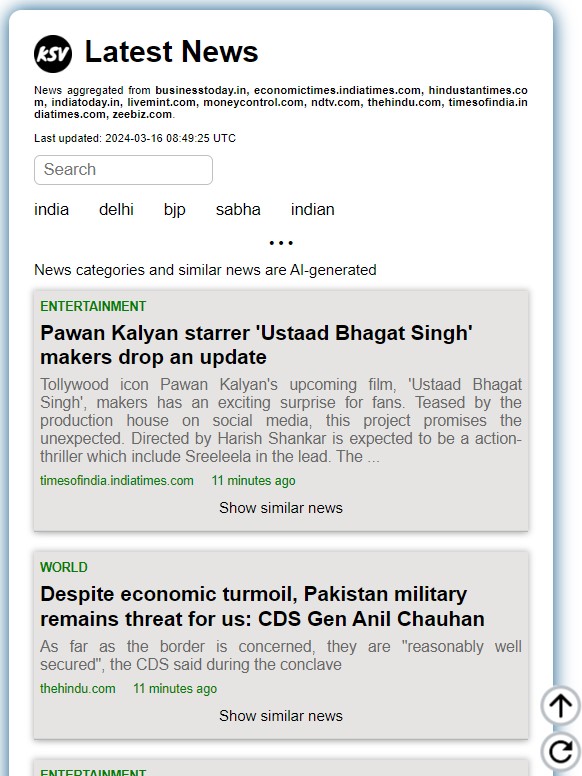 KSV Latest News
News aggregated from businesstoday.in, economictimes.indiatimes.com, hindustantimes.co
m, indiatoday.in, livemint.com, moneycontrol.com, ndtv.com, thehindu.com, timesofindia.in
diatimes.com, zeebiz.com.
Last updated: 2024-03-16 08:49:25 UTC
Search
india delhi bjp sabha indian
•••
News categories and similar news are AI-generated
ENTERTAINMENT
Pawan Kalyan starrer 'Ustaad Bhagat Singh'
makers drop an update
Tollywood icon Pawan Kalyan's upcoming film, 'Ustaad Bhagat
Singh', makers has an exciting surprise for fans. Teased by the
production house on social media, this project promises the
unexpected. Directed by Harish Shankar is expected to be a action-
thriller which include Sreeleela in the lead. The ...
timesofindia.indiatimes.com 11 minutes ago
Show similar news
WORLD
Despite economic turmoil, Pakistan military
remains threat for us: CDS Gen Anil Chauhan
As far as the border is concerned, they are "reasonably well
secured", the CDS said during the conclave
thehindu.com 11 minutes ago
Show similar news
ENTERTAINMENT